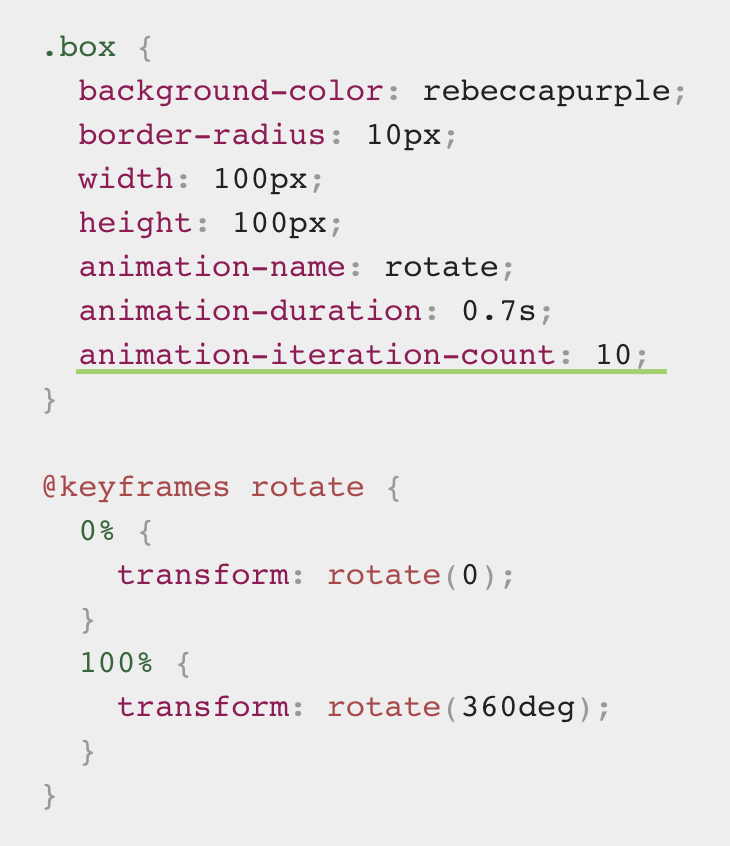 .box {
  background-color: rebeccapurple;
  border-radius: 10px;
  width: 100px;
  height: 100px;
  animation-name: rotate;
  animation-duration: 0.7s;
  animation-iteration-count: 10;
}

@keyframes rotate {
  0% {
    transform: rotate(0);
  }
  100% {
    transform: rotate(360deg);
  }
}